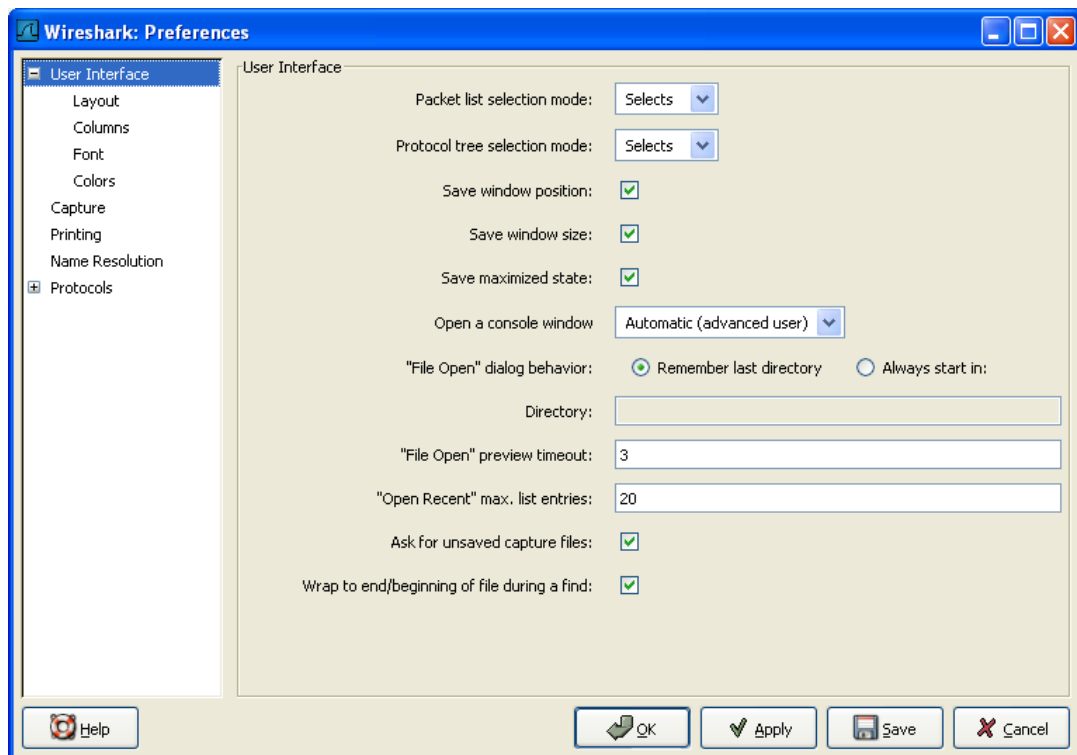 Wireshark: Preferences
User Interface
Layout
Columns
Font
Colors
Capture
Printing
Name Resolution
Protocols
User Interface
Packet list selection mode: Selects
Protocol tree selection mode: Selects
Save window position:
Save window size:
Save maximized state:
Open a console window Automatic (advanced user)
"File Open" dialog behavior: Remember last directory Always start in:
Directory:
"File Open" preview timeout: 3
"Open Recent" max. list entries: 20
Ask for unsaved capture files:
Wrap to end/beginning of file during a find:
Help OK Apply Save Cancel